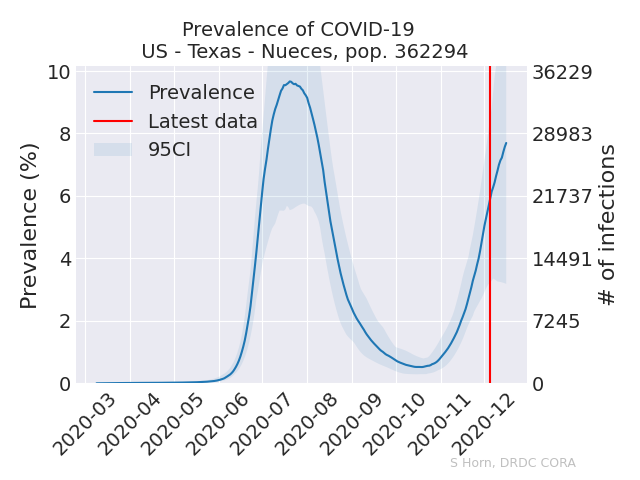 Prevalence of COVID-19
US - Texas - Nueces, pop. 362294
Prevalence (%)
10
8
6
4
2
0
Prevalence
Latest data
95CI
36229
28983
21737
14491
7245
0
# of infections
2020-03
2020-04
2020-05
2020-06
2020-07
2020-08
2020-09
2020-10
2020-11
2020-12
S Horn, DRDC CORA